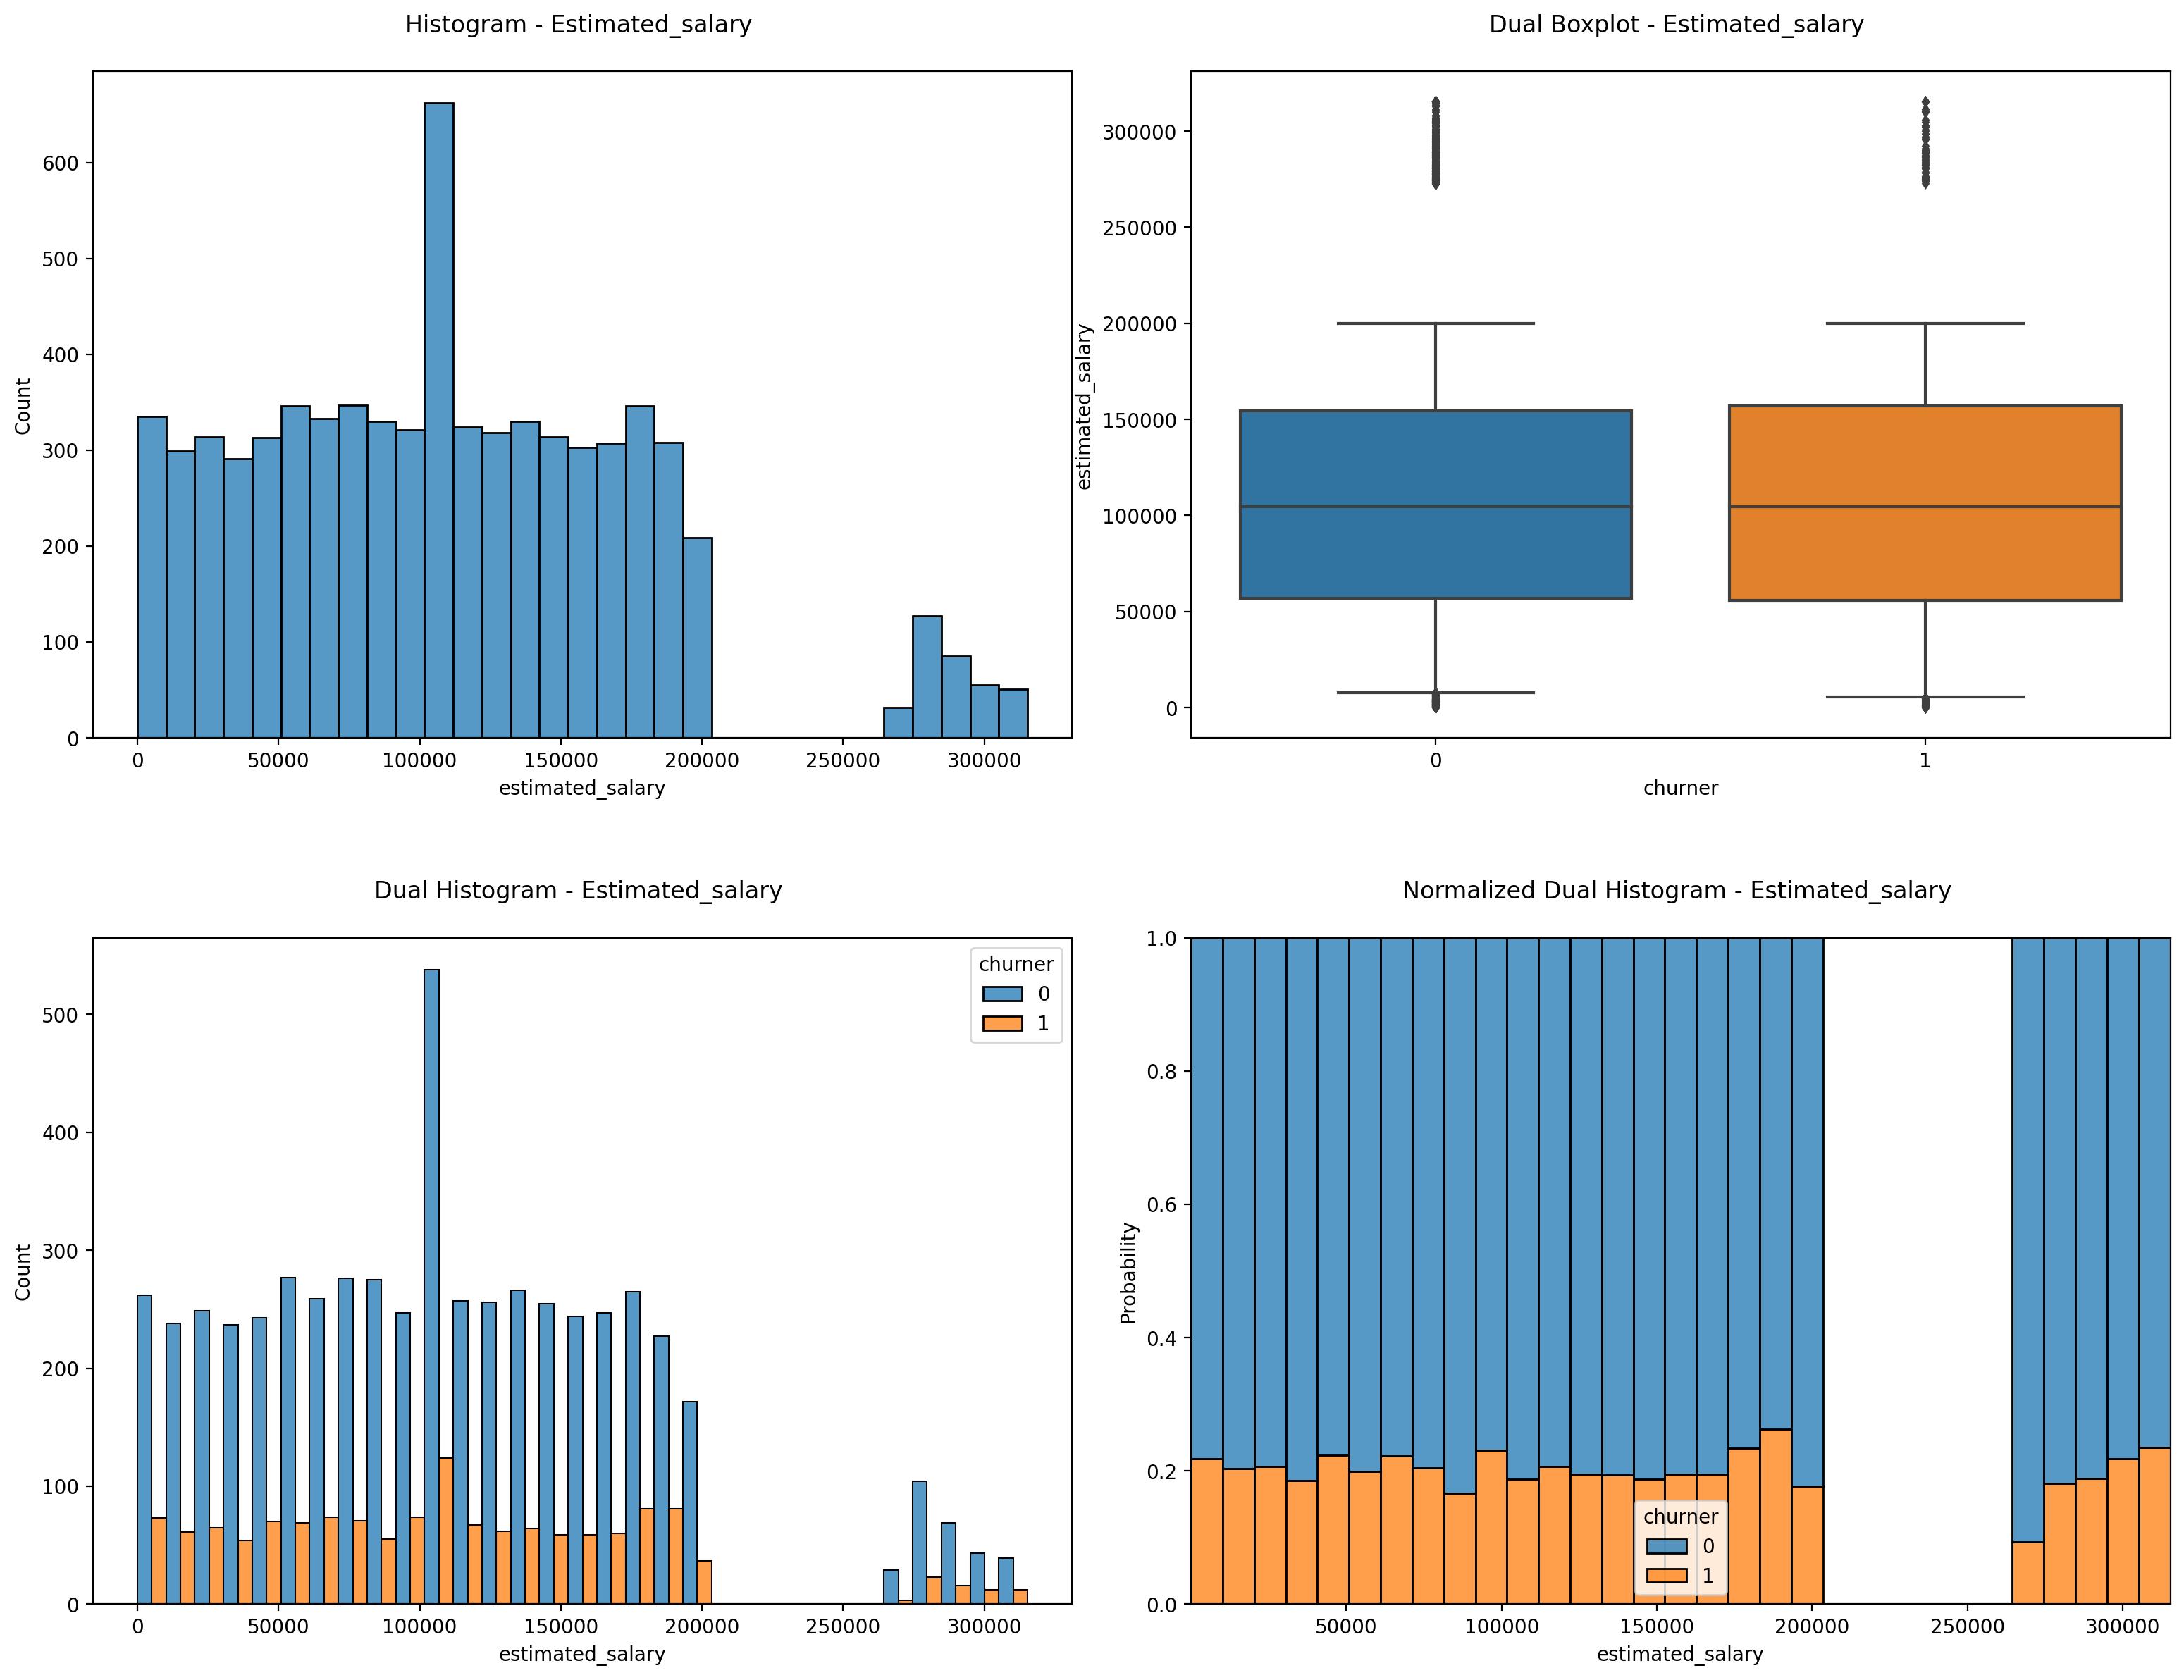 Histogram - Estimated_salary
Count
600
500
400
300
200
100
0
0 50000 100000 150000 200000 250000 300000
estimated_salary
Dual Boxplot - Estimated_salary
estimated_salary
300000
250000
200000
150000
100000
50000
0
0 1
churner
Dual Histogram - Estimated_salary
churner
0
1
Count
500
400
300
200
100
0
0 50000 100000 150000 200000 250000 300000
estimated_salary
Normalized Dual Histogram - Estimated_salary
Probability
1.0
0.8
0.6
0.4
0.2
0.0
churner
0
1
50000 100000 150000 200000 250000 300000
estimated_salary